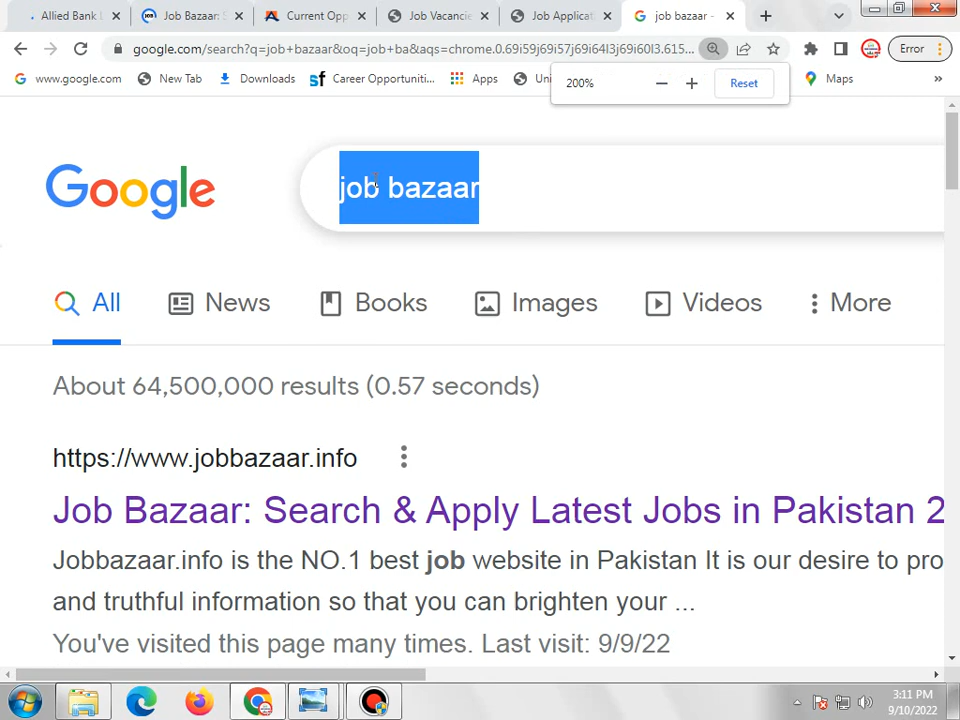 Allied Bank L
Job Bazaar: S
Current Opp
Job Vacancie
Job Applicat
job bazaar -
google.com/search?q=job+bazaar&oq=job+ba&aqs=chrome.0.69i59j69i57j69i64l3j69i60l3.615...
Error
www.google.com
New Tab
Downloads
sf Career Opportuniti...
Apps
Uni
Maps
»
200%
Reset
Google
job bazaar
All
News
Books
Images
Videos
More
About 64,500,000 results (0.57 seconds)
https://www.jobbazaar.info
Job Bazaar: Search & Apply Latest Jobs in Pakistan 2
Jobbazaar.info is the NO.1 best job website in Pakistan It is our desire to pro
and truthful information so that you can brighten your ...
You've visited this page many times. Last visit: 9/9/22
3:11 PM
9/10/2022